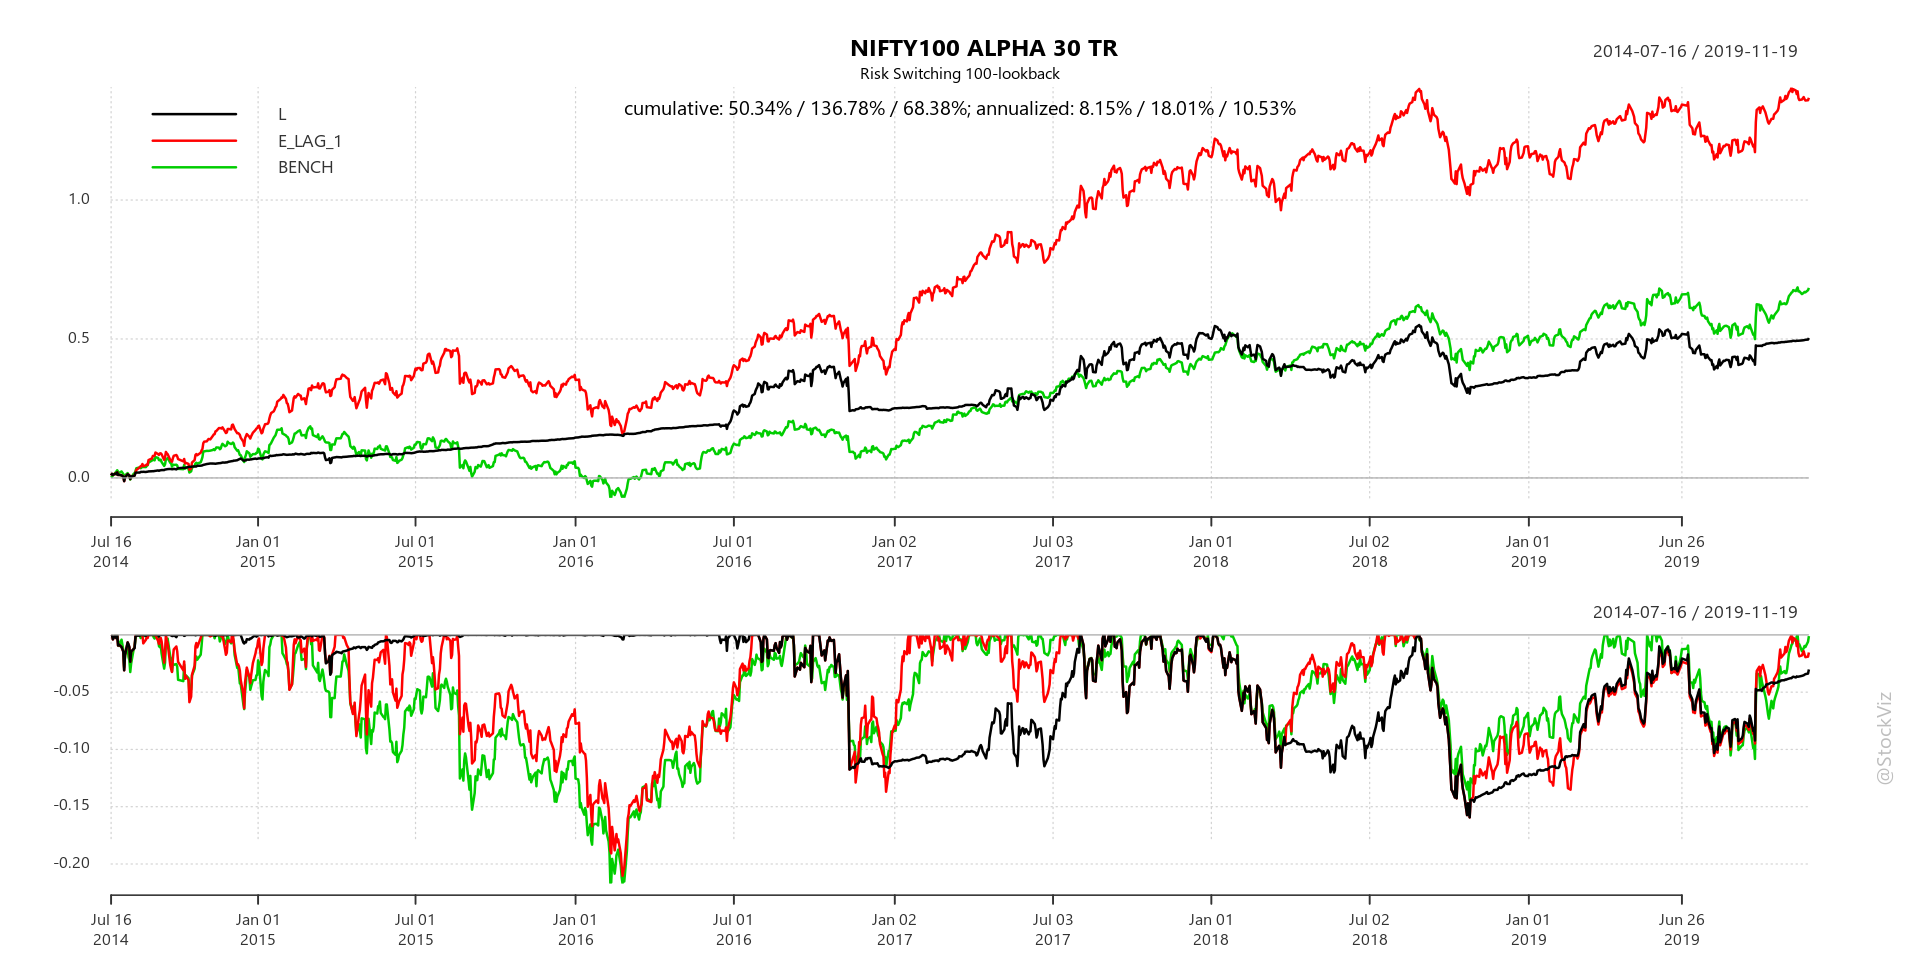 NIFTY100 ALPHA 30 TR
2014-07-16 / 2019-11-19
Risk Switching 100-lookback
cumulative: 50.34% / 136.78% / 68.38%; annualized: 8.15% / 18.01% / 10.53%
L
E_LAG_1
BENCH
1.0
0.5
0.0
Jul 16 Jan 01 Jul 01 Jan 01 Jul 01 Jan 02 Jul 03 Jan 01 Jul 02 Jan 01 Jun 26
2014 2015 2015 2016 2016 2017 2017 2018 2018 2019 2019
2014-07-16 / 2019-11-19
-0.05
-0.10
-0.15
-0.20
Jul 16 Jan 01 Jul 01 Jan 01 Jul 01 Jan 02 Jul 03 Jan 01 Jul 02 Jan 01 Jun 26
2014 2015 2015 2016 2016 2017 2017 2018 2018 2019 2019
@StockViz